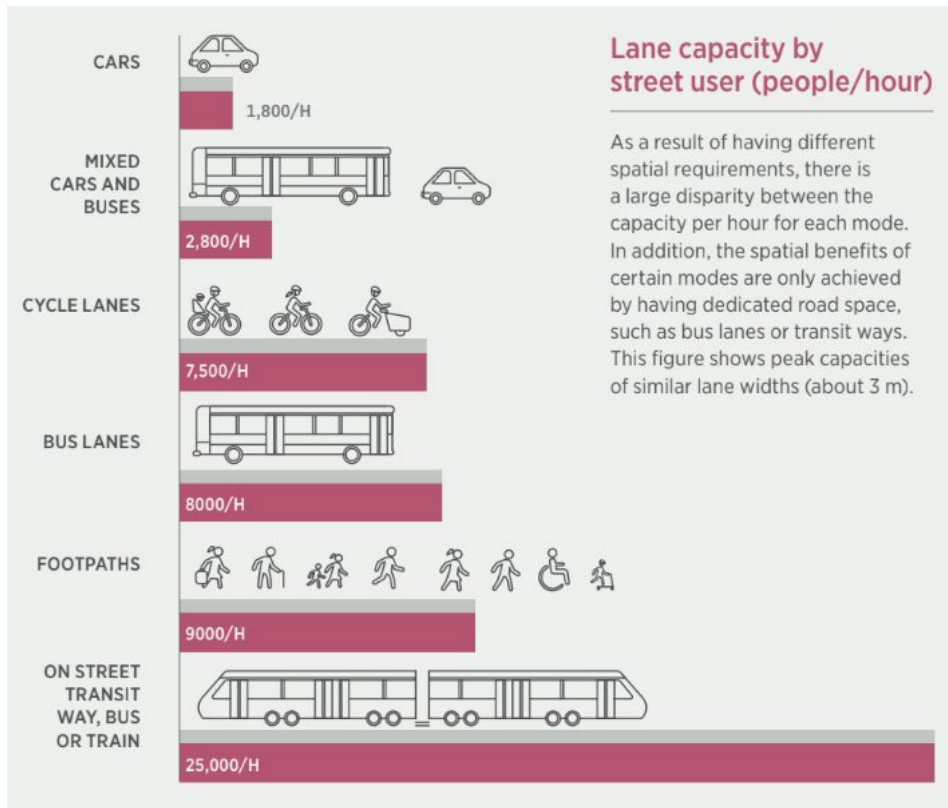 Lane capacity by
street user (people/hour)
As a result of having different
spatial requirements, there is
a large disparity between the
capacity per hour for each mode.
In addition, the spatial benefits of
certain modes are only achieved
by having dedicated road space,
such as bus lanes or transit ways.
This figure shows peak capacities
of similar lane widths (about 3 m).
CARS
1,800/H
MIXED
CARS AND
BUSES
2,800/H
CYCLE LANES
7,500/H
BUS LANES
8000/H
FOOTPATHS
9000/H
ON STREET
TRANSIT
WAY, BUS
OR TRAIN
25,000/H